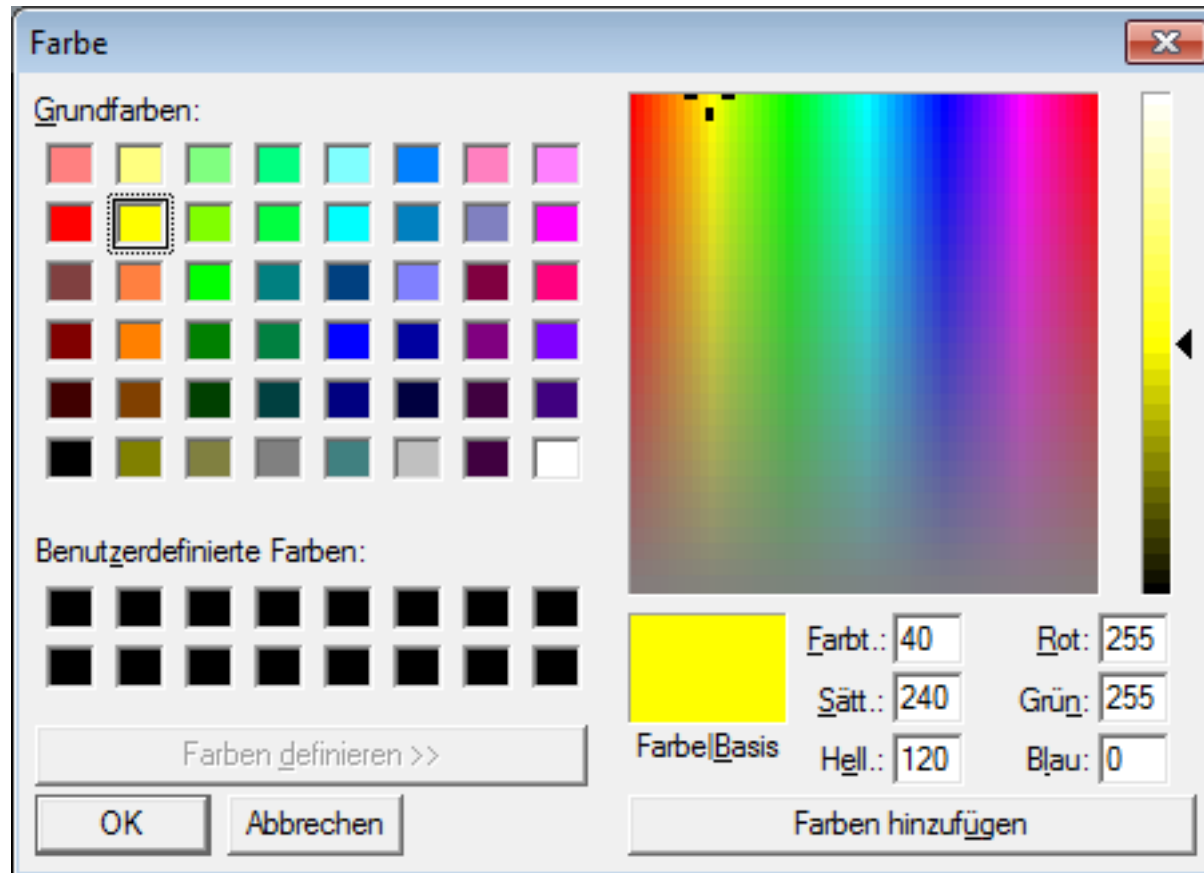 Farbe
Grundfarben:
Benutzerdefinierte Farben:
Farben definieren >>
OK
Abbrechen
Farbe|Basis
Farbt.: 40
Sätt.: 240
Hell.: 120
Rot: 255
Grün: 255
Blau: 0
Farben hinzufügen